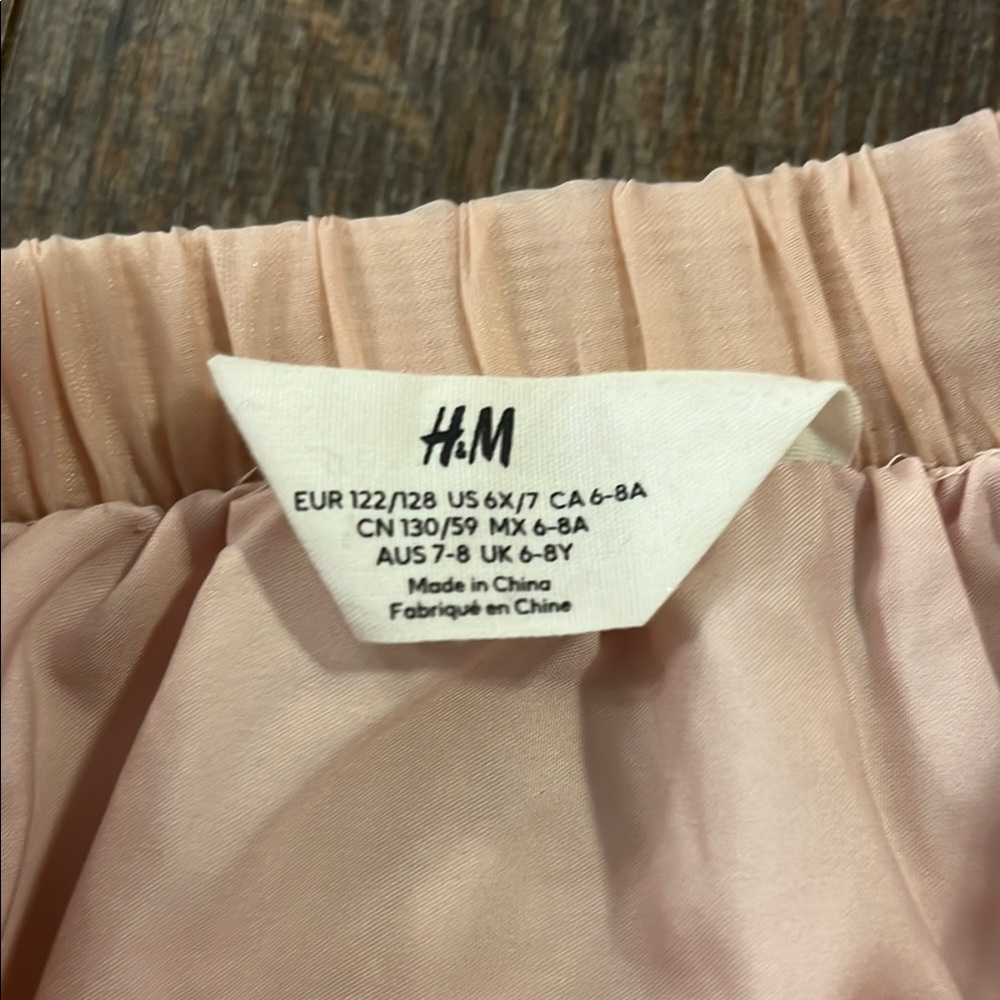 H&M
EUR 122/128 US 6X/7 CA 6-8A
CN 130/59 MX 6-8A
AUS 7-8 UK 6-8Y
Made in China
Fabriqué en Chine